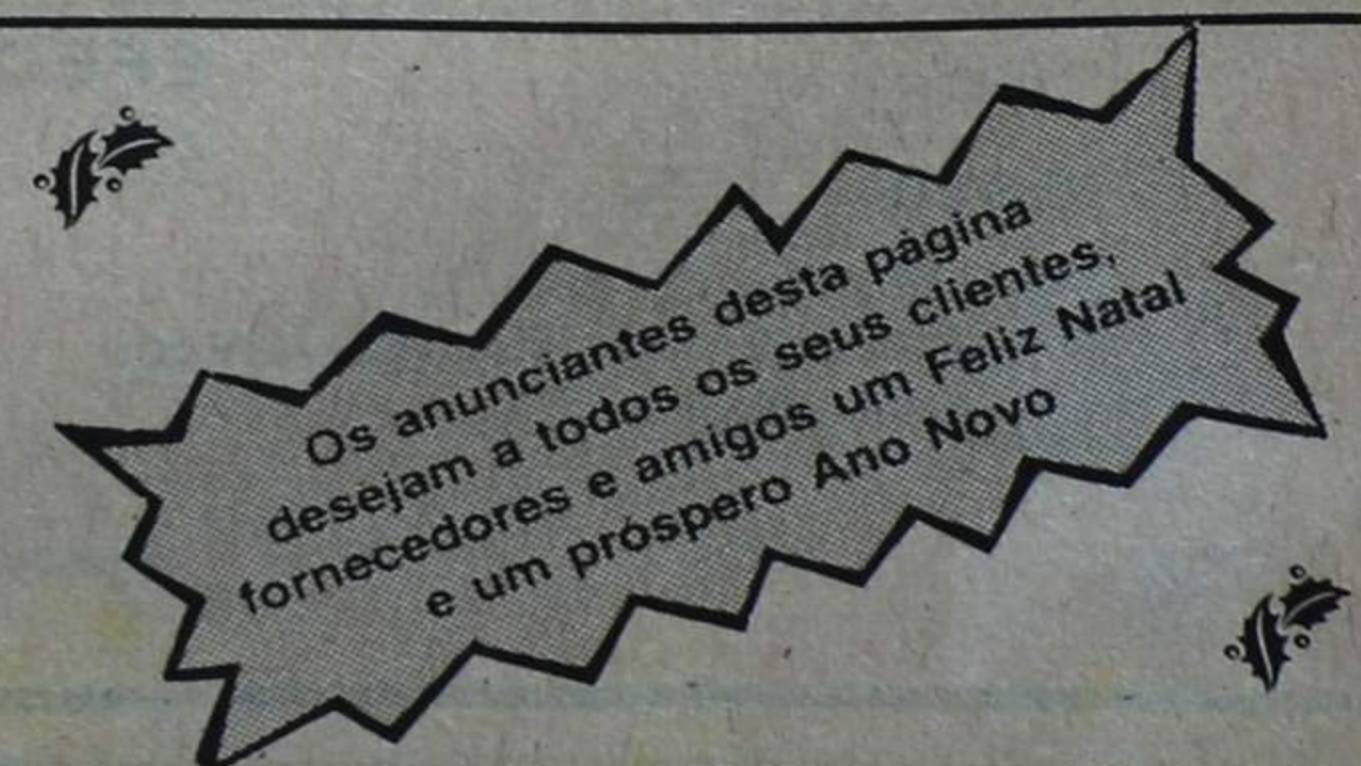 Os anunciantes desta página
desejam a todos os seus clientes,
fornecedores e amigos um Feliz Natal
e um próspero Ano Novo